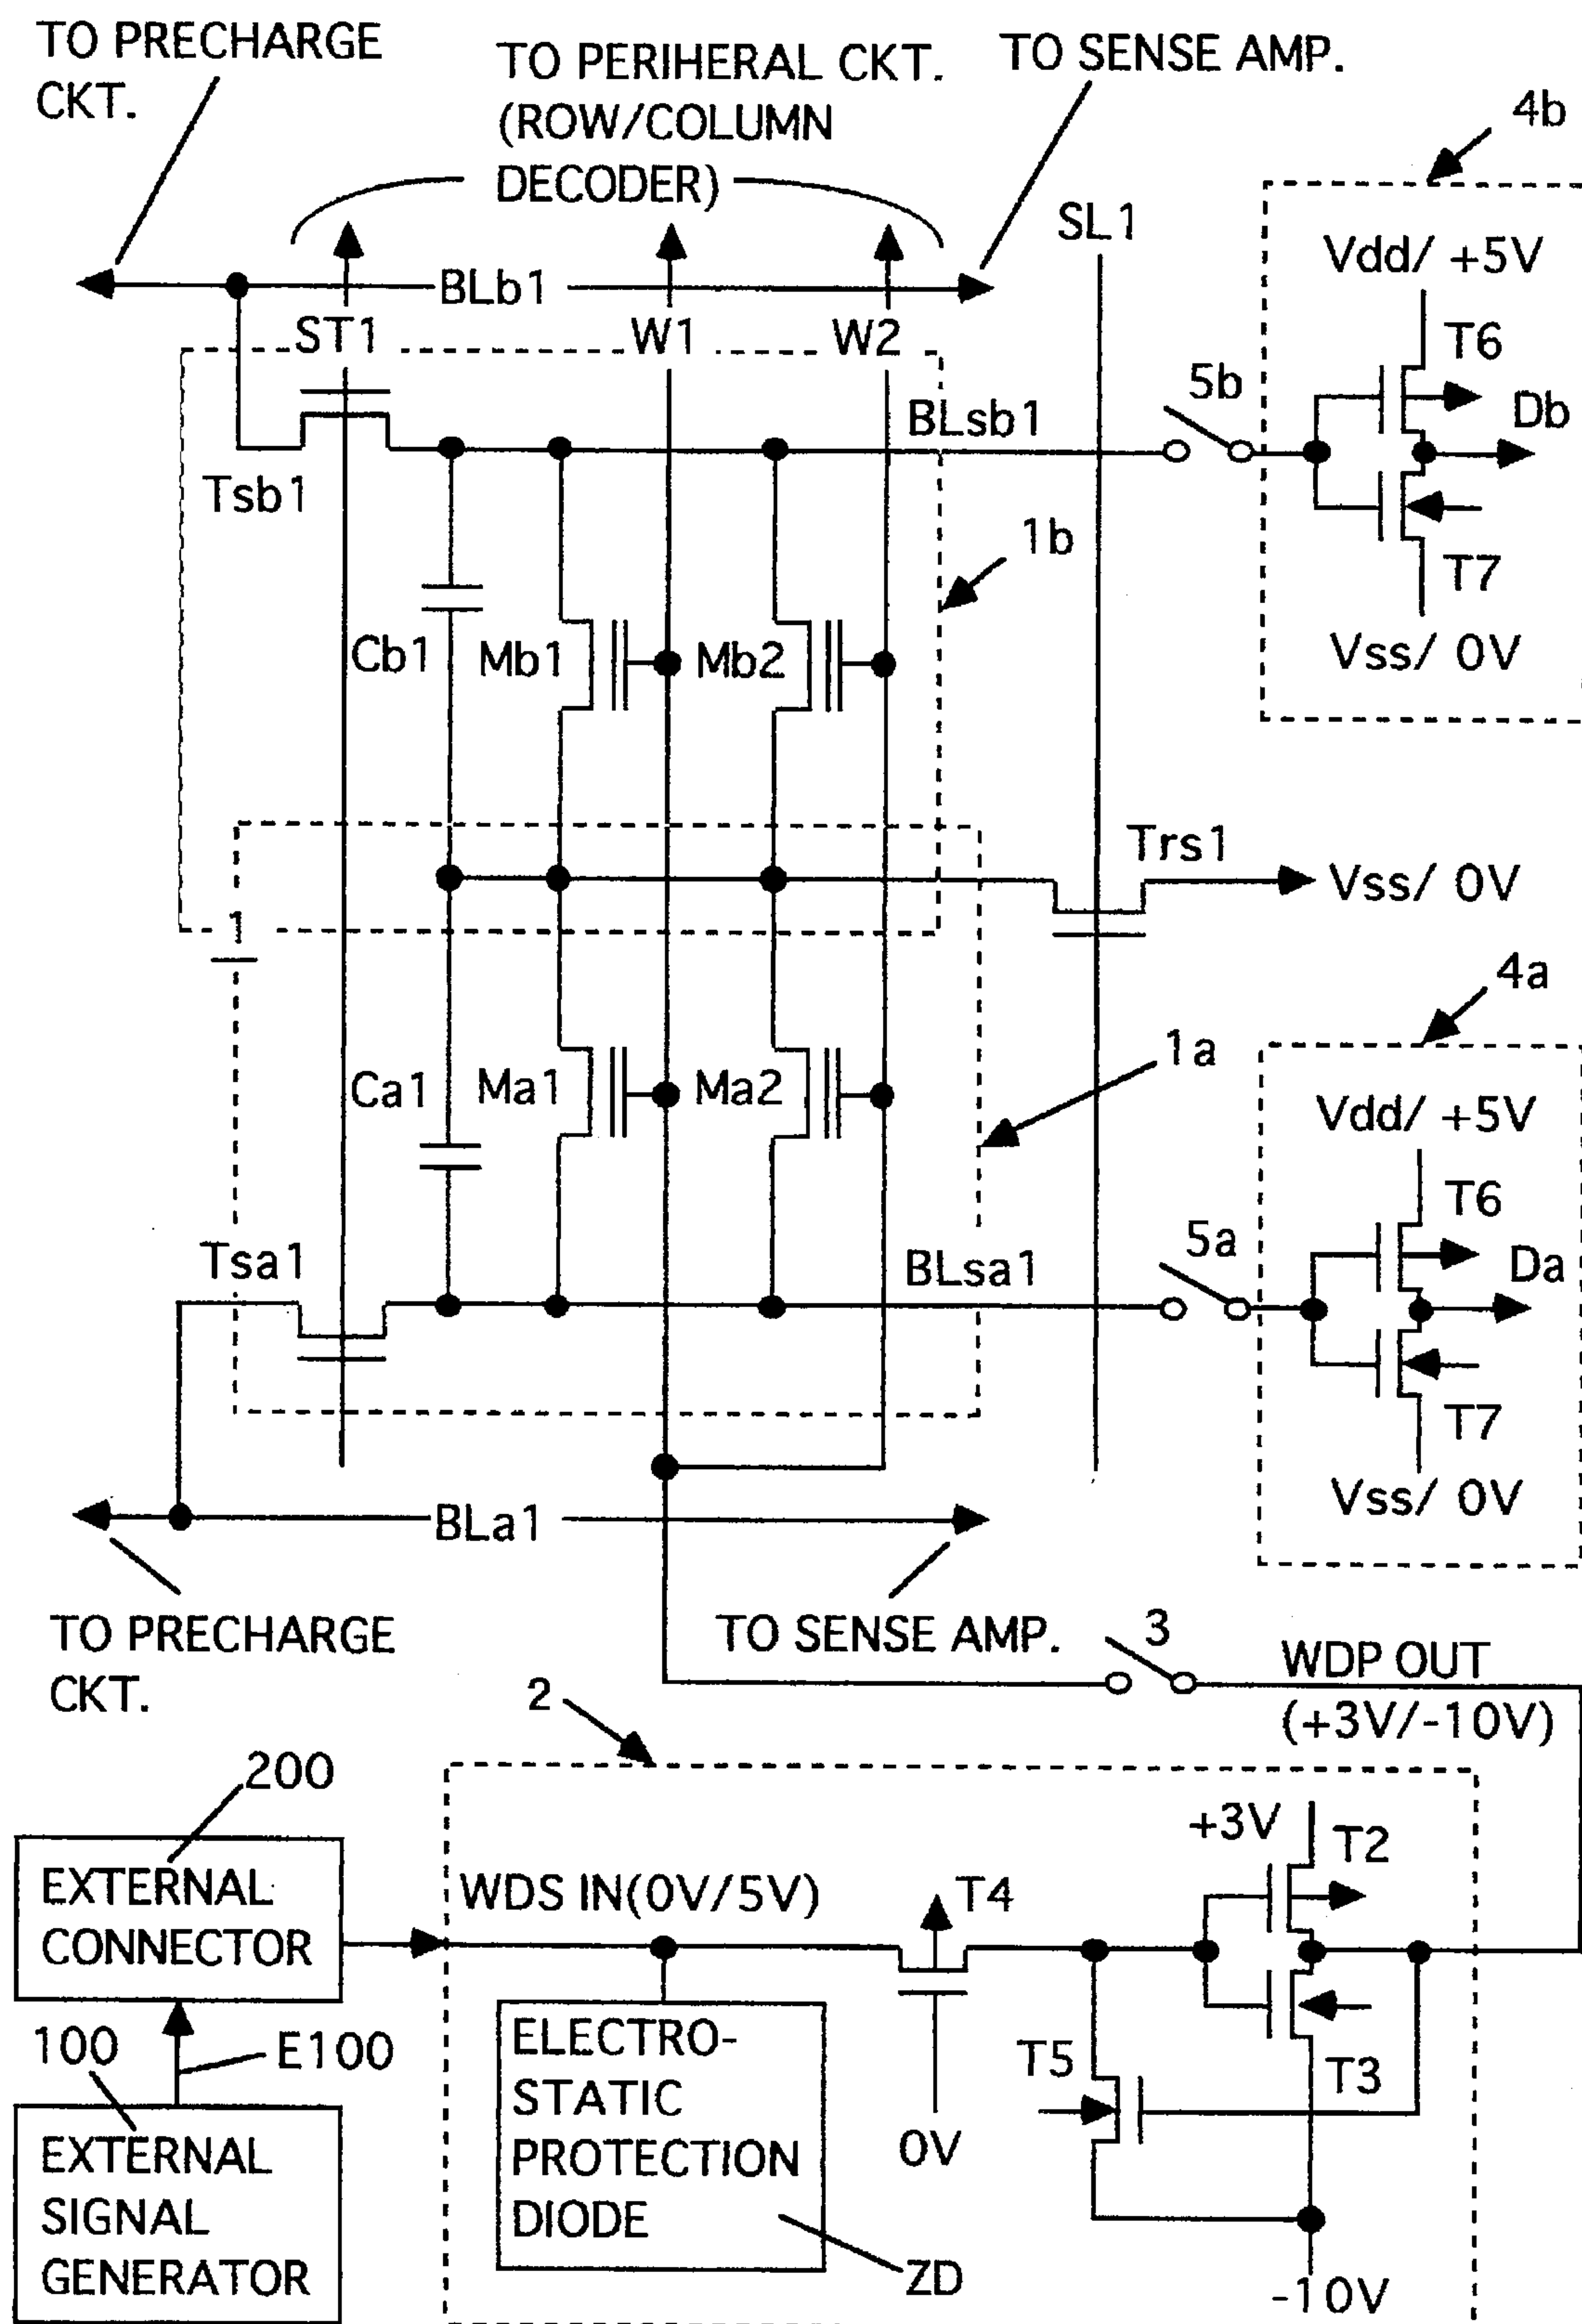 TO PRECHARGE
CKT.
TO PERIHERAL CKT.
(ROW/COLUMN
DECODER)
TO SENSE AMP.
4b
SL1
Vdd/ +5V
BLb1
ST1
W1
W2
T6
5b
Db
BLsb1
Tsb1
1b
T7
Cb1
Mb1
Mb2
Vss/ 0V
Trs1
Vss/ 0V
1
4a
1a
Ca1
Ma1
Ma2
Vdd/ +5V
T6
5a
Da
Tsa1
BLsa1
T7
Vss/ 0V
BLa1
TO PRECHARGE
CKT.
TO SENSE AMP.
3
WDP OUT
(+3V/-10V)
2
200
+3V
T2
EXTERNAL
CONNECTOR
WDS IN(0V/5V)
T4
100
E100
ELECTRO-
STATIC
PROTECTION
DIODE
T5
T3
0V
EXTERNAL
SIGNAL
GENERATOR
ZD
-10V